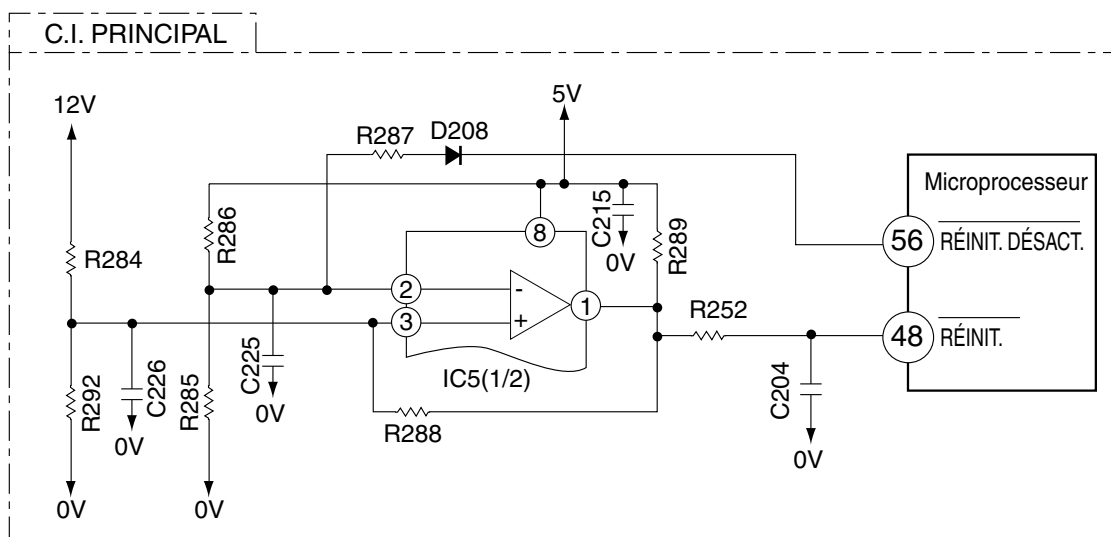 C.I. PRINCIPAL
12V
5V
R287
D208
Microprocesseur
R286
C215
8
R289
56
RÉINIT. DÉSACT.
R284
0V
2
-
1
R252
3
+
48
RÉINIT.
R292
C226
R285
C225
IC5(1/2)
C204
0V
0V
R288
0V
0V
0V